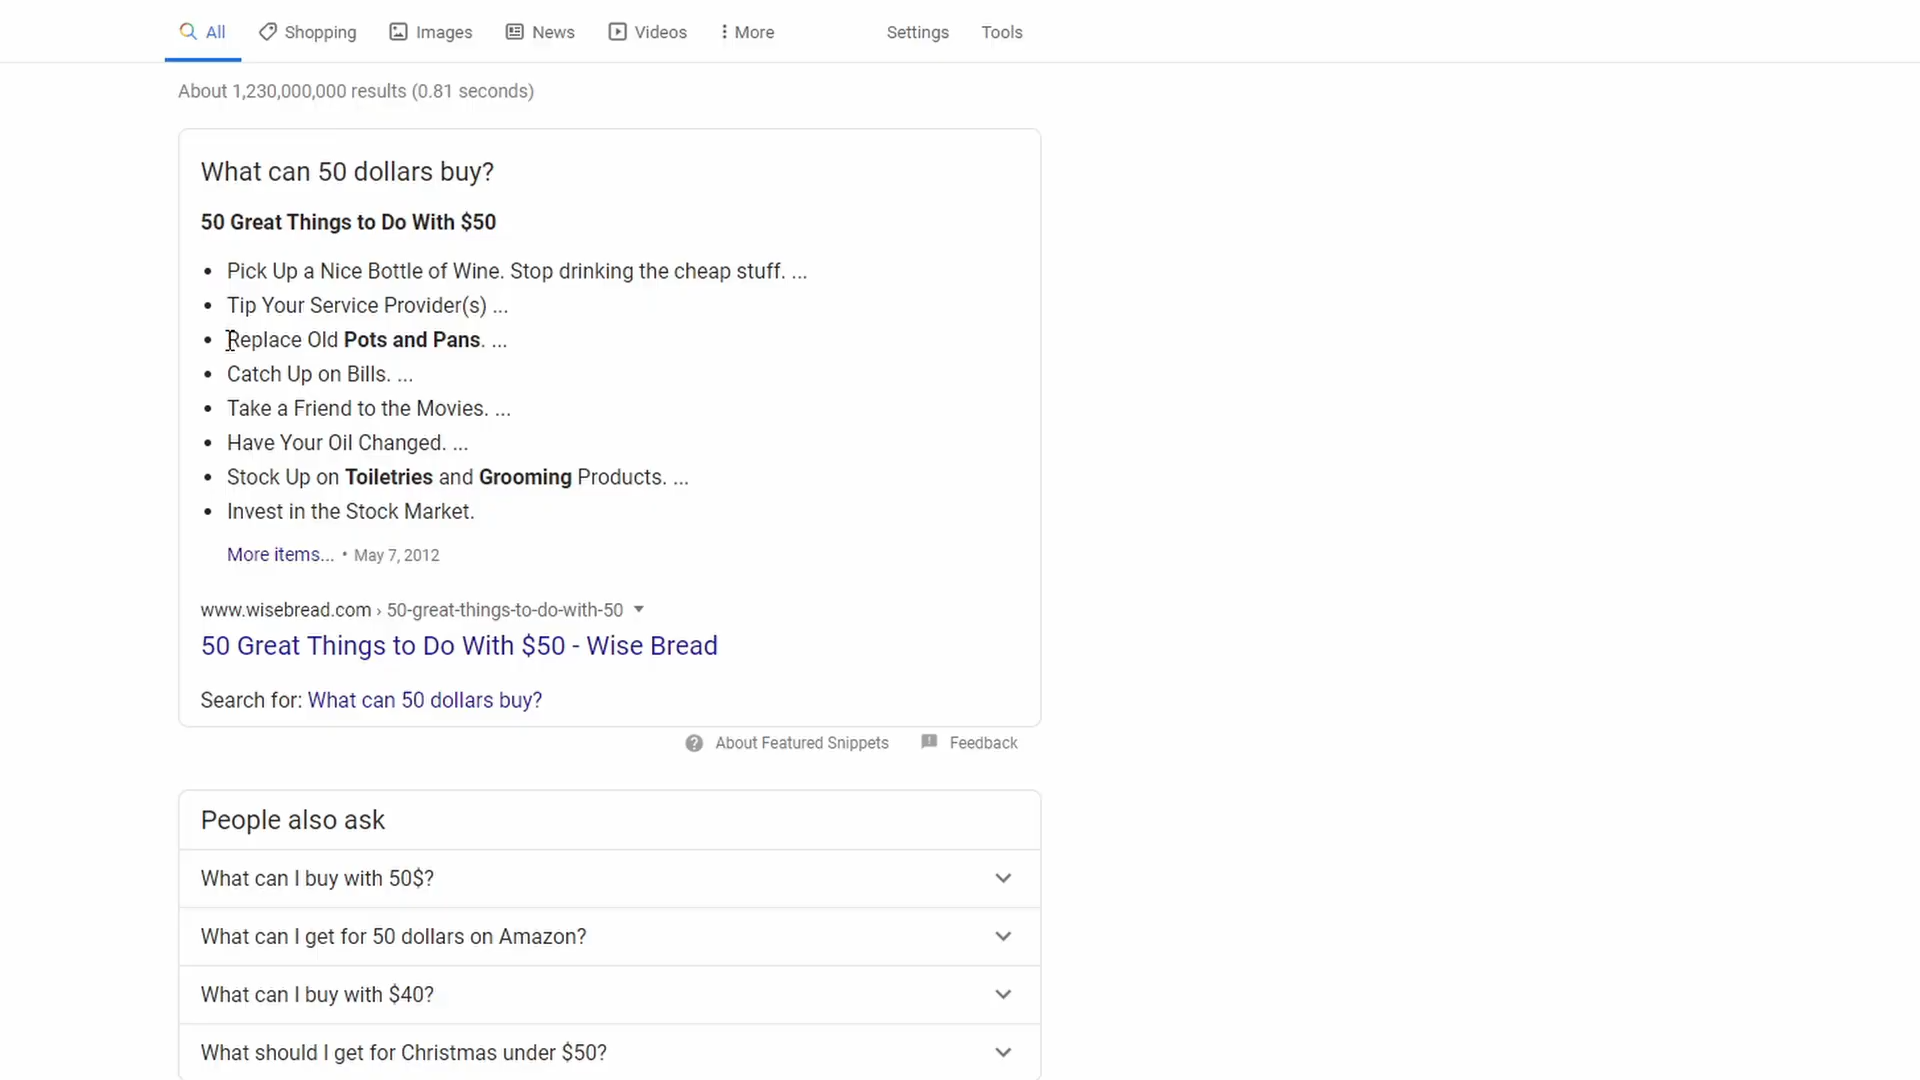 All Shopping Images News Videos More Settings Tools
About 1,230,000,000 results (0.81 seconds)
What can 50 dollars buy?
50 Great Things to Do With $50
• Pick Up a Nice Bottle of Wine. Stop drinking the cheap stuff. ...
• Tip Your Service Provider(s) ...
• Replace Old Pots and Pans. ...
• Catch Up on Bills. ...
• Take a Friend to the Movies. ...
• Have Your Oil Changed. ...
• Stock Up on Toiletries and Grooming Products. ...
• Invest in the Stock Market.
More items... • May 7, 2012
www.wisebread.com › 50-great-things-to-do-with-50
50 Great Things to Do With $50 - Wise Bread
Search for: What can 50 dollars buy?
About Featured Snippets Feedback
People also ask
What can I buy with 50$?
What can I get for 50 dollars on Amazon?
What can I buy with $40?
What should I get for Christmas under $50?